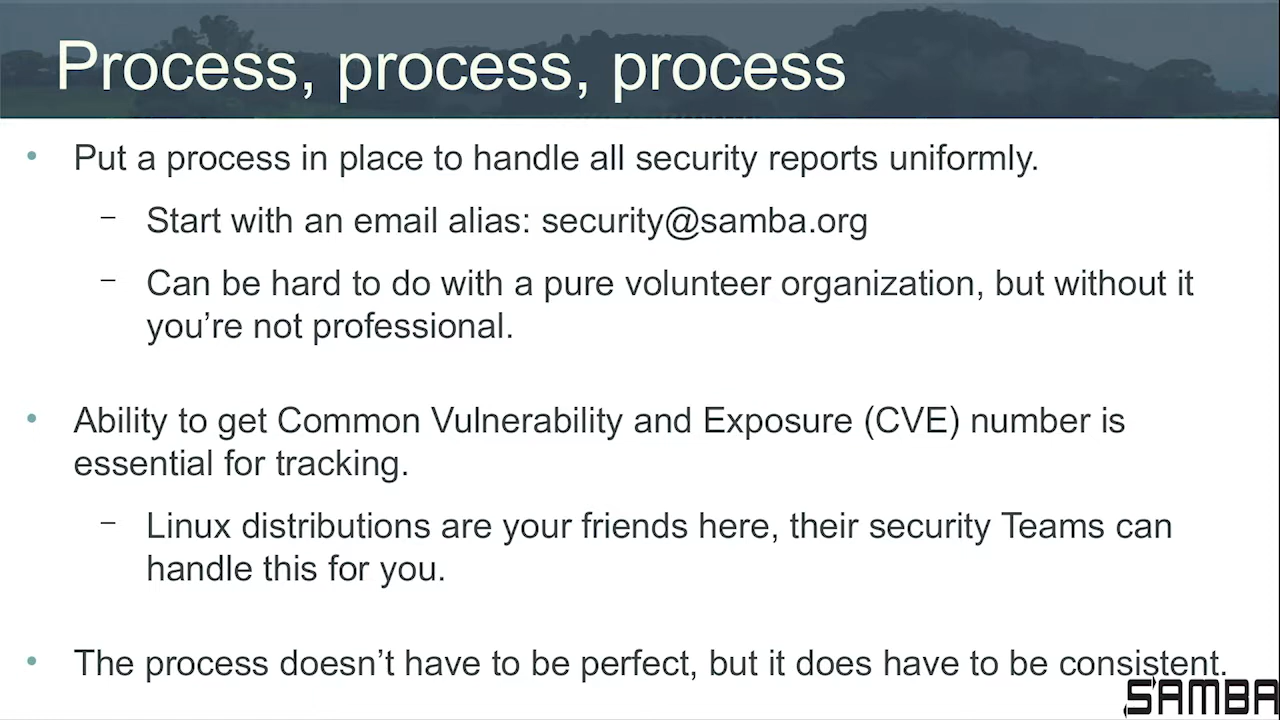 Process, process, process
• Put a process in place to handle all security reports uniformly.
– Start with an email alias: security@samba.org
– Can be hard to do with a pure volunteer organization, but without it
you’re not professional.
• Ability to get Common Vulnerability and Exposure (CVE) number is
essential for tracking.
– Linux distributions are your friends here, their security Teams can
handle this for you.
• The process doesn’t have to be perfect, but it does have to be consistent.
SAMBA